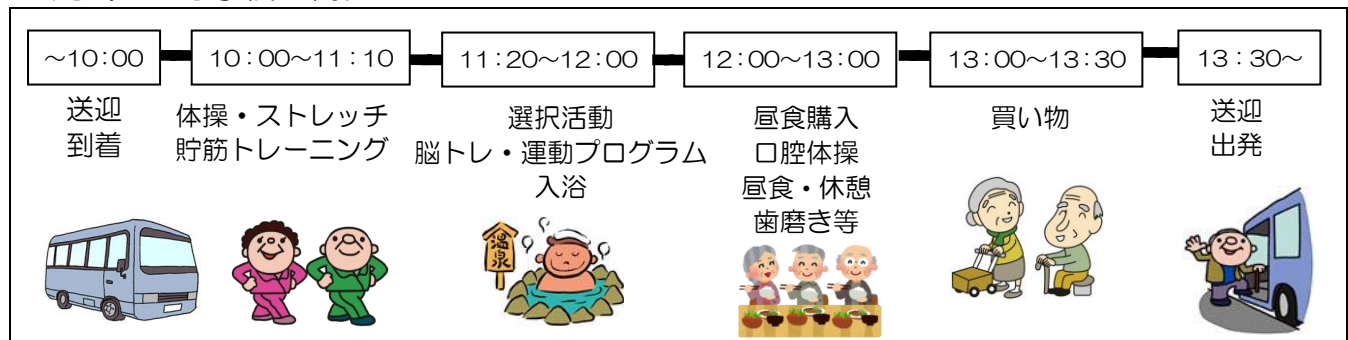 ～10:00
10:00～11:10
11:20～12:00
12:00～13:00
13:00～13:30
13：30～
送迎
到着
体操・ストレッチ
貯筋トレーニング
選択活動
脳トレ・運動プログラム
入浴
昼食購入
口腔体操
昼食・休憩
歯磨き等
買い物
送迎
出発
温泉